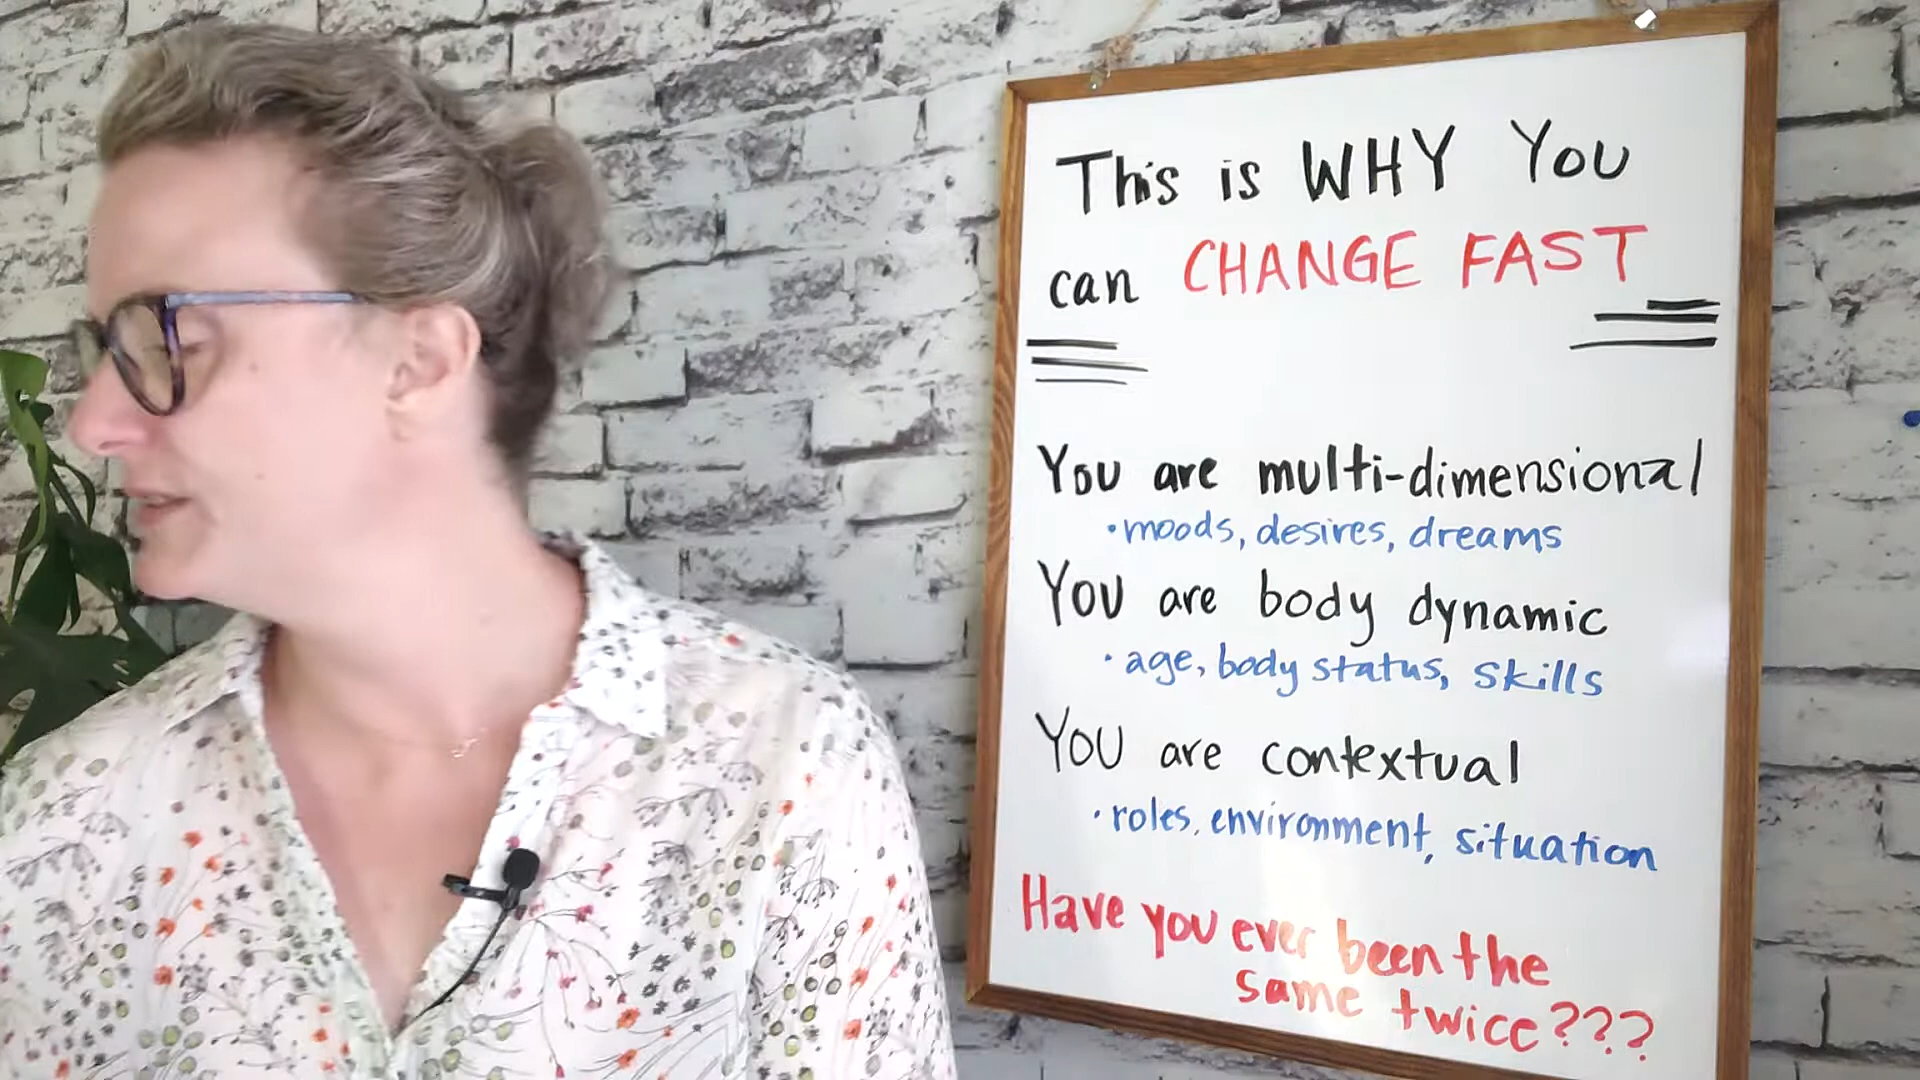 This is WHY YOU
can CHANGE FAST
You are multi-dimensional
• moods, desires, dreams
YOU are body dynamic
• age, body status, skills
YOU are contextual
• roles, environment, situation
Have you ever been the
same twice???